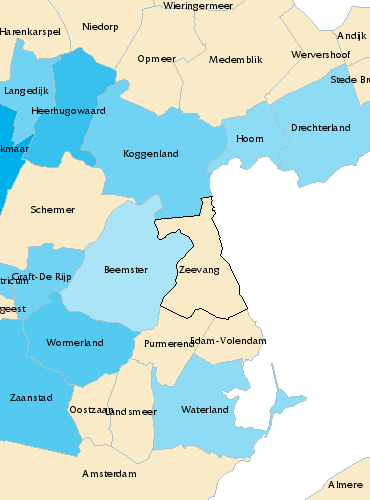 Wieringermeer
Harenkarspel
Niedorp
Andijk
Opmeer
Medemblik
Wervershoof
Stede Br
Langedijk
Heerhugowaard
Drechterland
Hoorn
kmaar
Koggenland
Schermer
Beemster
Zeevang
Graft-De Rijp
tricum
geest
Wormerland
Purmerend
Edam-Volendam
Zaanstad
Oostzaan
Landsmeer
Waterland
Amsterdam
Almere